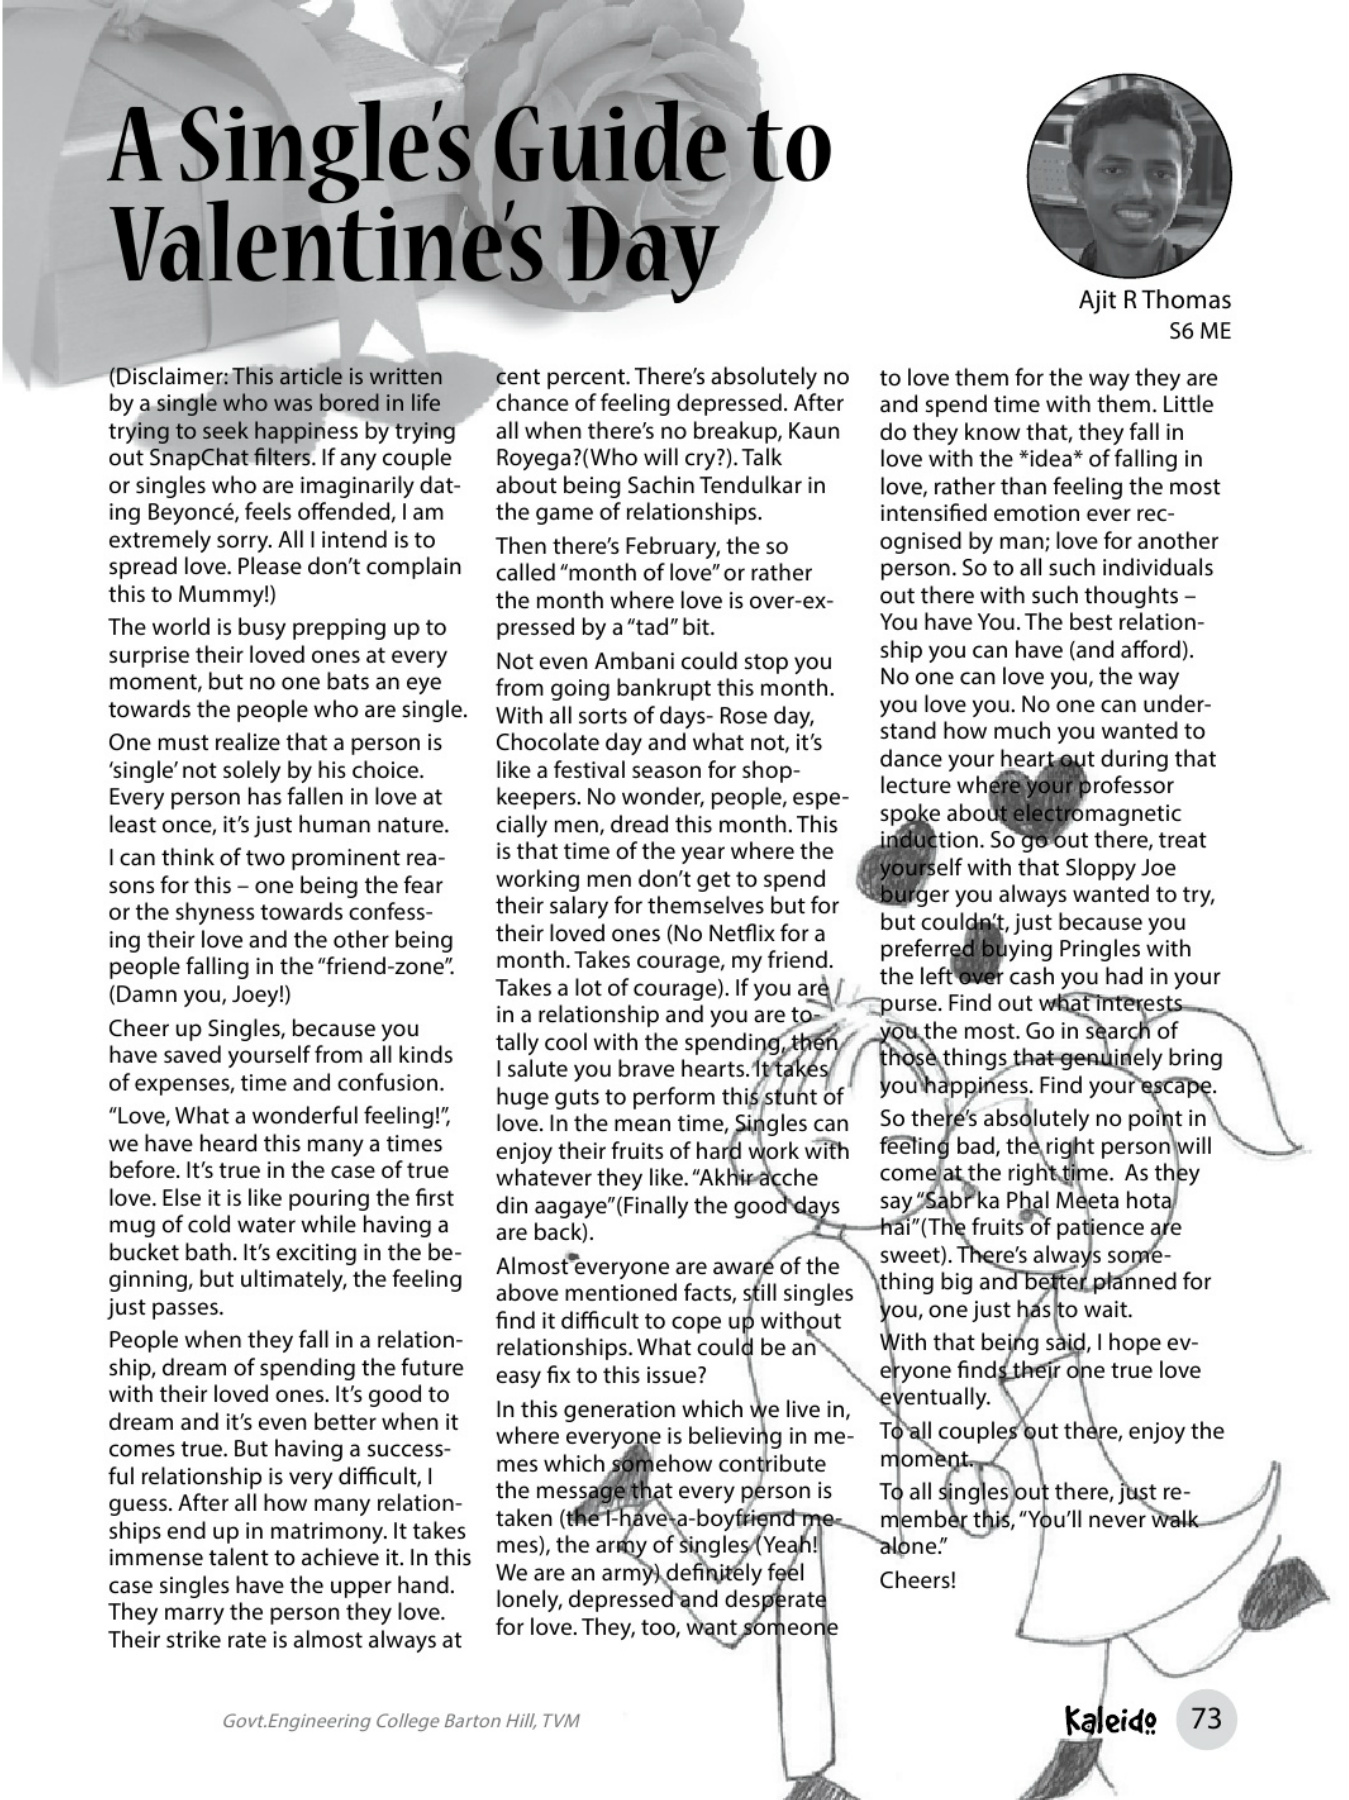 A Single's Guide to
Valentine's Day
Ajit R Thomas
S6 ME
(Disclaimer: This article is written
by a single who was bored in life
trying to seek happiness by trying
out SnapChat filters. If any couple
or singles who are imaginarily dat-
ing Beyoncé, feels offended, I am
extremely sorry. All I intend is to
spread love. Please don't complain
this to Mummy!)
The world is busy prepping up to
surprise their loved ones at every
moment, but no one bats an eye
towards the people who are single.
One must realize that a person is
'single' not solely by his choice.
Every person has fallen in love at
least once, it's just human nature.
I can think of two prominent rea-
sons for this – one being the fear
or the shyness towards confess-
ing their love and the other being
people falling in the "friend-zone".
(Damn you, Joey!)
Cheer up Singles, because you
have saved yourself from all kinds
of expenses, time and confusion.
"Love, What a wonderful feeling!",
we have heard this many a times
before. It's true in the case of true
love. Else it is like pouring the first
mug of cold water while having a
bucket bath. It's exciting in the be-
ginning, but ultimately, the feeling
just passes.
People when they fall in a relation-
ship, dream of spending the future
with their loved ones. It's good to
dream and it's even better when it
comes true. But having a success-
ful relationship is very difficult, I
guess. After all how many relation-
ships end up in matrimony. It takes
immense talent to achieve it. In this
case singles have the upper hand.
They marry the person they love.
Their strike rate is almost always at
cent percent. There's absolutely no
chance of feeling depressed. After
all when there's no breakup, Kaun
Royega?(Who will cry?). Talk
about being Sachin Tendulkar in
the game of relationships.
Then there's February, the so
called "month of love" or rather
the month where love is over-ex-
pressed by a "tad" bit.
Not even Ambani could stop you
from going bankrupt this month.
With all sorts of days- Rose day,
Chocolate day and what not, it's
like a festival season for shop-
keepers. No wonder, people, espe-
cially men, dread this month. This
is that time of the year where the
working men don't get to spend
their salary for themselves but for
their loved ones (No Netflix for a
month. Takes courage, my friend.
Takes a lot of courage). If you are
in a relationship and you are to-
tally cool with the spending, then
I salute you brave hearts. It takes
huge guts to perform this stunt of
love. In the mean time, Singles can
enjoy their fruits of hard work with
whatever they like. "Akhir acche
din aagaye"(Finally the good days
are back).
Almost everyone are aware of the
above mentioned facts, still singles
find it difficult to cope up without
relationships. What could be an
easy fix to this issue?
In this generation which we live in,
where everyone is believing in me-
mes which somehow contribute
the message that every person is
taken (the I-have-a-boyfriend me-
mes), the army of singles (Yeah!
We are an army) definitely feel
lonely, depressed and desperate
for love. They, too, want someone
to love them for the way they are
and spend time with them. Little
do they know that, they fall in
love with the *idea* of falling in
love, rather than feeling the most
intensified emotion ever rec-
ognised by man; love for another
person. So to all such individuals
out there with such thoughts –
You have You. The best relation-
ship you can have (and afford).
No one can love you, the way
you love you. No one can under-
stand how much you wanted to
dance your heart out during that
lecture where your professor
spoke about electromagnetic
induction. So go out there, treat
yourself with that Sloppy Joe
burger you always wanted to try,
but couldn't, just because you
preferred buying Pringles with
the left over cash you had in your
purse. Find out what interests
you the most. Go in search of
those things that genuinely bring
you happiness. Find your escape.
So there's absolutely no point in
feeling bad, the right person will
come at the right time.  As they
say "Sabr ka Phal Meeta hota
hai"(The fruits of patience are
sweet). There's always some-
thing big and better planned for
you, one just has to wait.
With that being said, I hope ev-
eryone finds their one true love
eventually.
To all couples out there, enjoy the
moment.
To all singles out there, just re-
member this, "You'll never walk
alone."
Cheers!
Govt.Engineering College Barton Hill, TVM
Kaleido 73